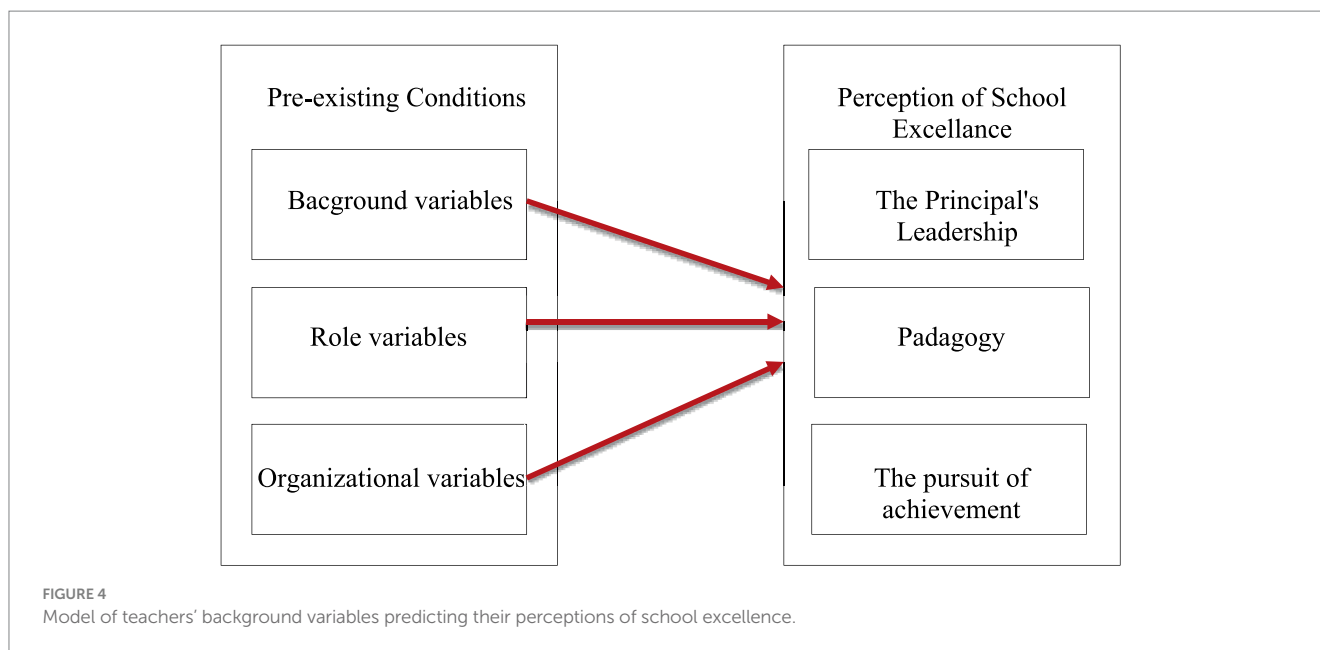 Pre-existing Conditions
Bacground variables
Role variables
Organizational variables
Perception of School
Excellance
The Principal's
Leadership
Padagogy
The pursuit of
achievement
FIGURE 4
Model of teachers’ background variables predicting their perceptions of school excellence.